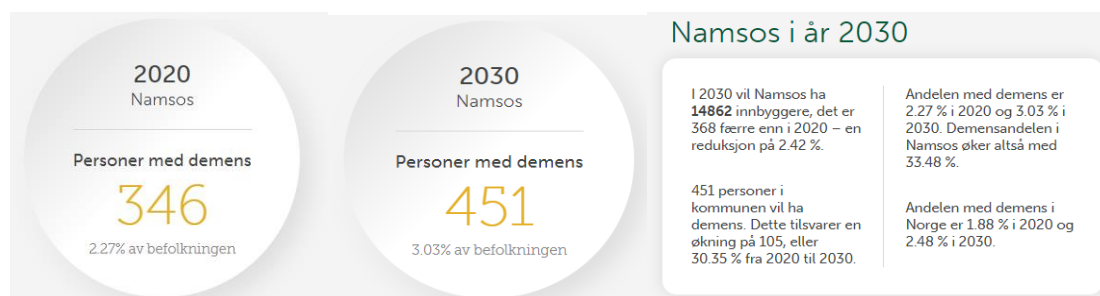 2020
Namsos
Personer med demens
346
2.27% av befolkningen
2030
Namsos
Personer med demens
451
3.03% av befolkningen
Namsos i år 2030
I 2030 vil Namsos ha
14862 innbyggere, det er
368 færre enn i 2020 – en
reduksjon på 2.42 %.
451 personer i
kommunen vil ha
demens. Dette tilsvarer en
økning på 105, eller
30.35 % fra 2020 til 2030.
Andelen med demens er
2.27 % i 2020 og 3.03 % i
2030. Demensandelen i
Namsos øker altså med
33.48 %.
Andelen med demens i
Norge er 1.88 % i 2020 og
2.48 % i 2030.